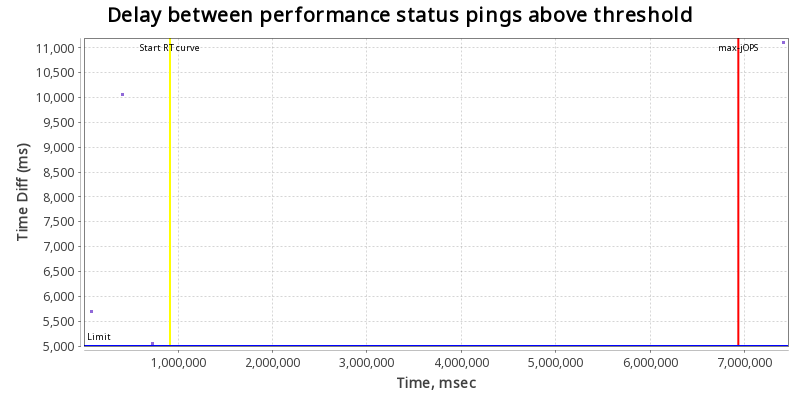 Delay between performance status pings above threshold
Time Diff (ms)
11,000
10,500
10,000
9,500
9,000
8,500
8,000
7,500
7,000
6,500
6,000
5,500
5,000
Start RT curve
max-jOPS
Limit
1,000,000 2,000,000 3,000,000 4,000,000 5,000,000 6,000,000 7,000,000
Time, msec